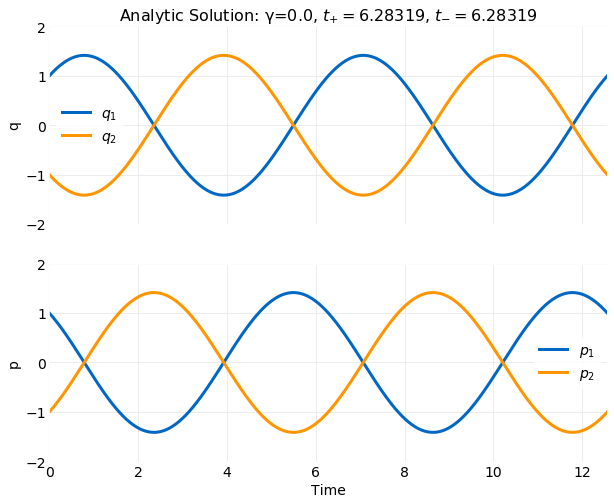 Analytic Solution: γ=0.0, t₊ = 6.28319, t₋ = 6.28319
2
1
0
−1
−2
q
q₁
q₂
2
1
0
−1
−2
p
p₁
p₂
0 2 4 6 8 10 12
Time